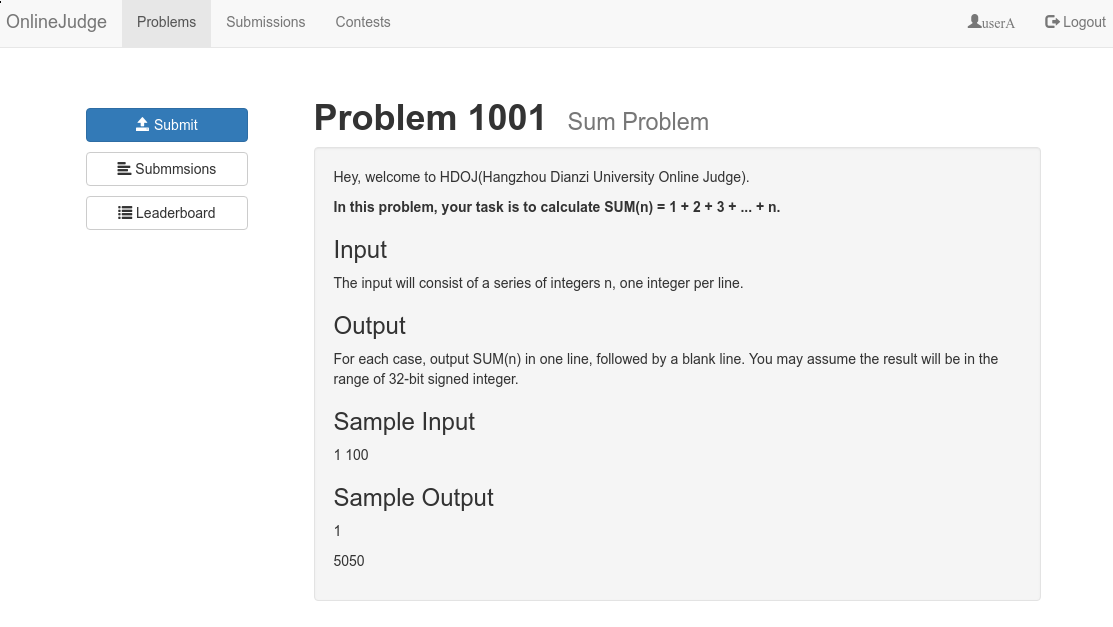 OnlineJudge Problems Submissions Contests userA Logout
Submit
Submmsions
Leaderboard
Problem 1001 Sum Problem
Hey, welcome to HDOJ(Hangzhou Dianzi University Online Judge).
In this problem, your task is to calculate SUM(n) = 1 + 2 + 3 + ... + n.
Input
The input will consist of a series of integers n, one integer per line.
Output
For each case, output SUM(n) in one line, followed by a blank line. You may assume the result will be in the
range of 32-bit signed integer.
Sample Input
1 100
Sample Output
1
5050